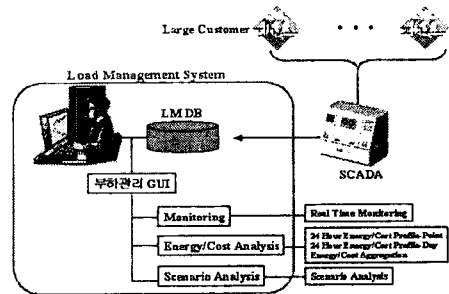 Large Customer
Load Management System
LMDB
SCADA
부하관리 GUI
Monitoring
Real Time Monitoring
Energy/Cost Analysis
24 Hour Energy/Cost Profile-Point
24 Hour Energy/Cost Profile-Day
Energy/Cost Aggregation
Scenario Analysis
Scenario Analysis